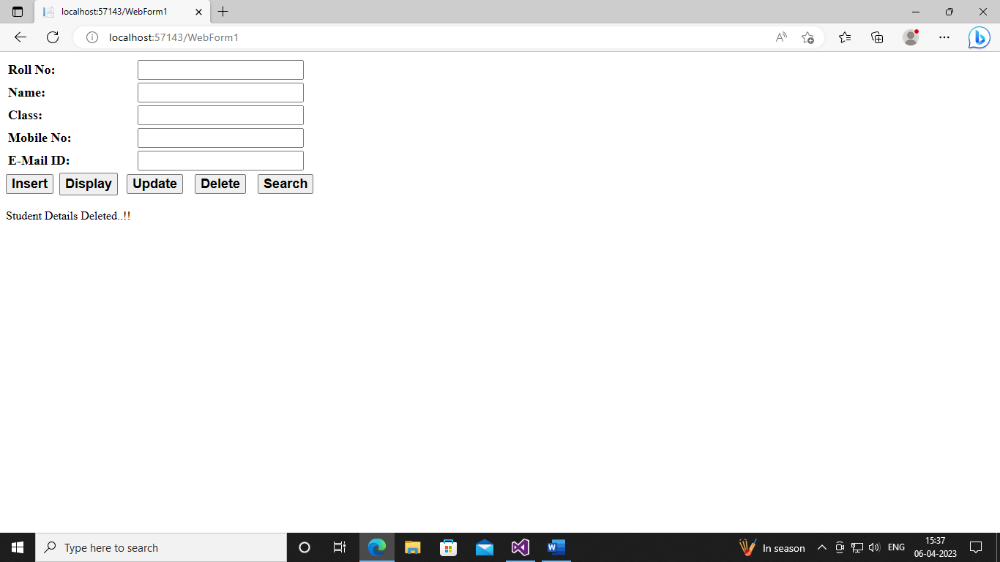 localhost:57143/WebForm1
localhost:57143/WebForm1
Roll No:
Name:
Class:
Mobile No:
E-Mail ID:
Insert Display Update Delete Search
Student Details Deleted..!!
Type here to search
In season
ENG
15:37
06-04-2023